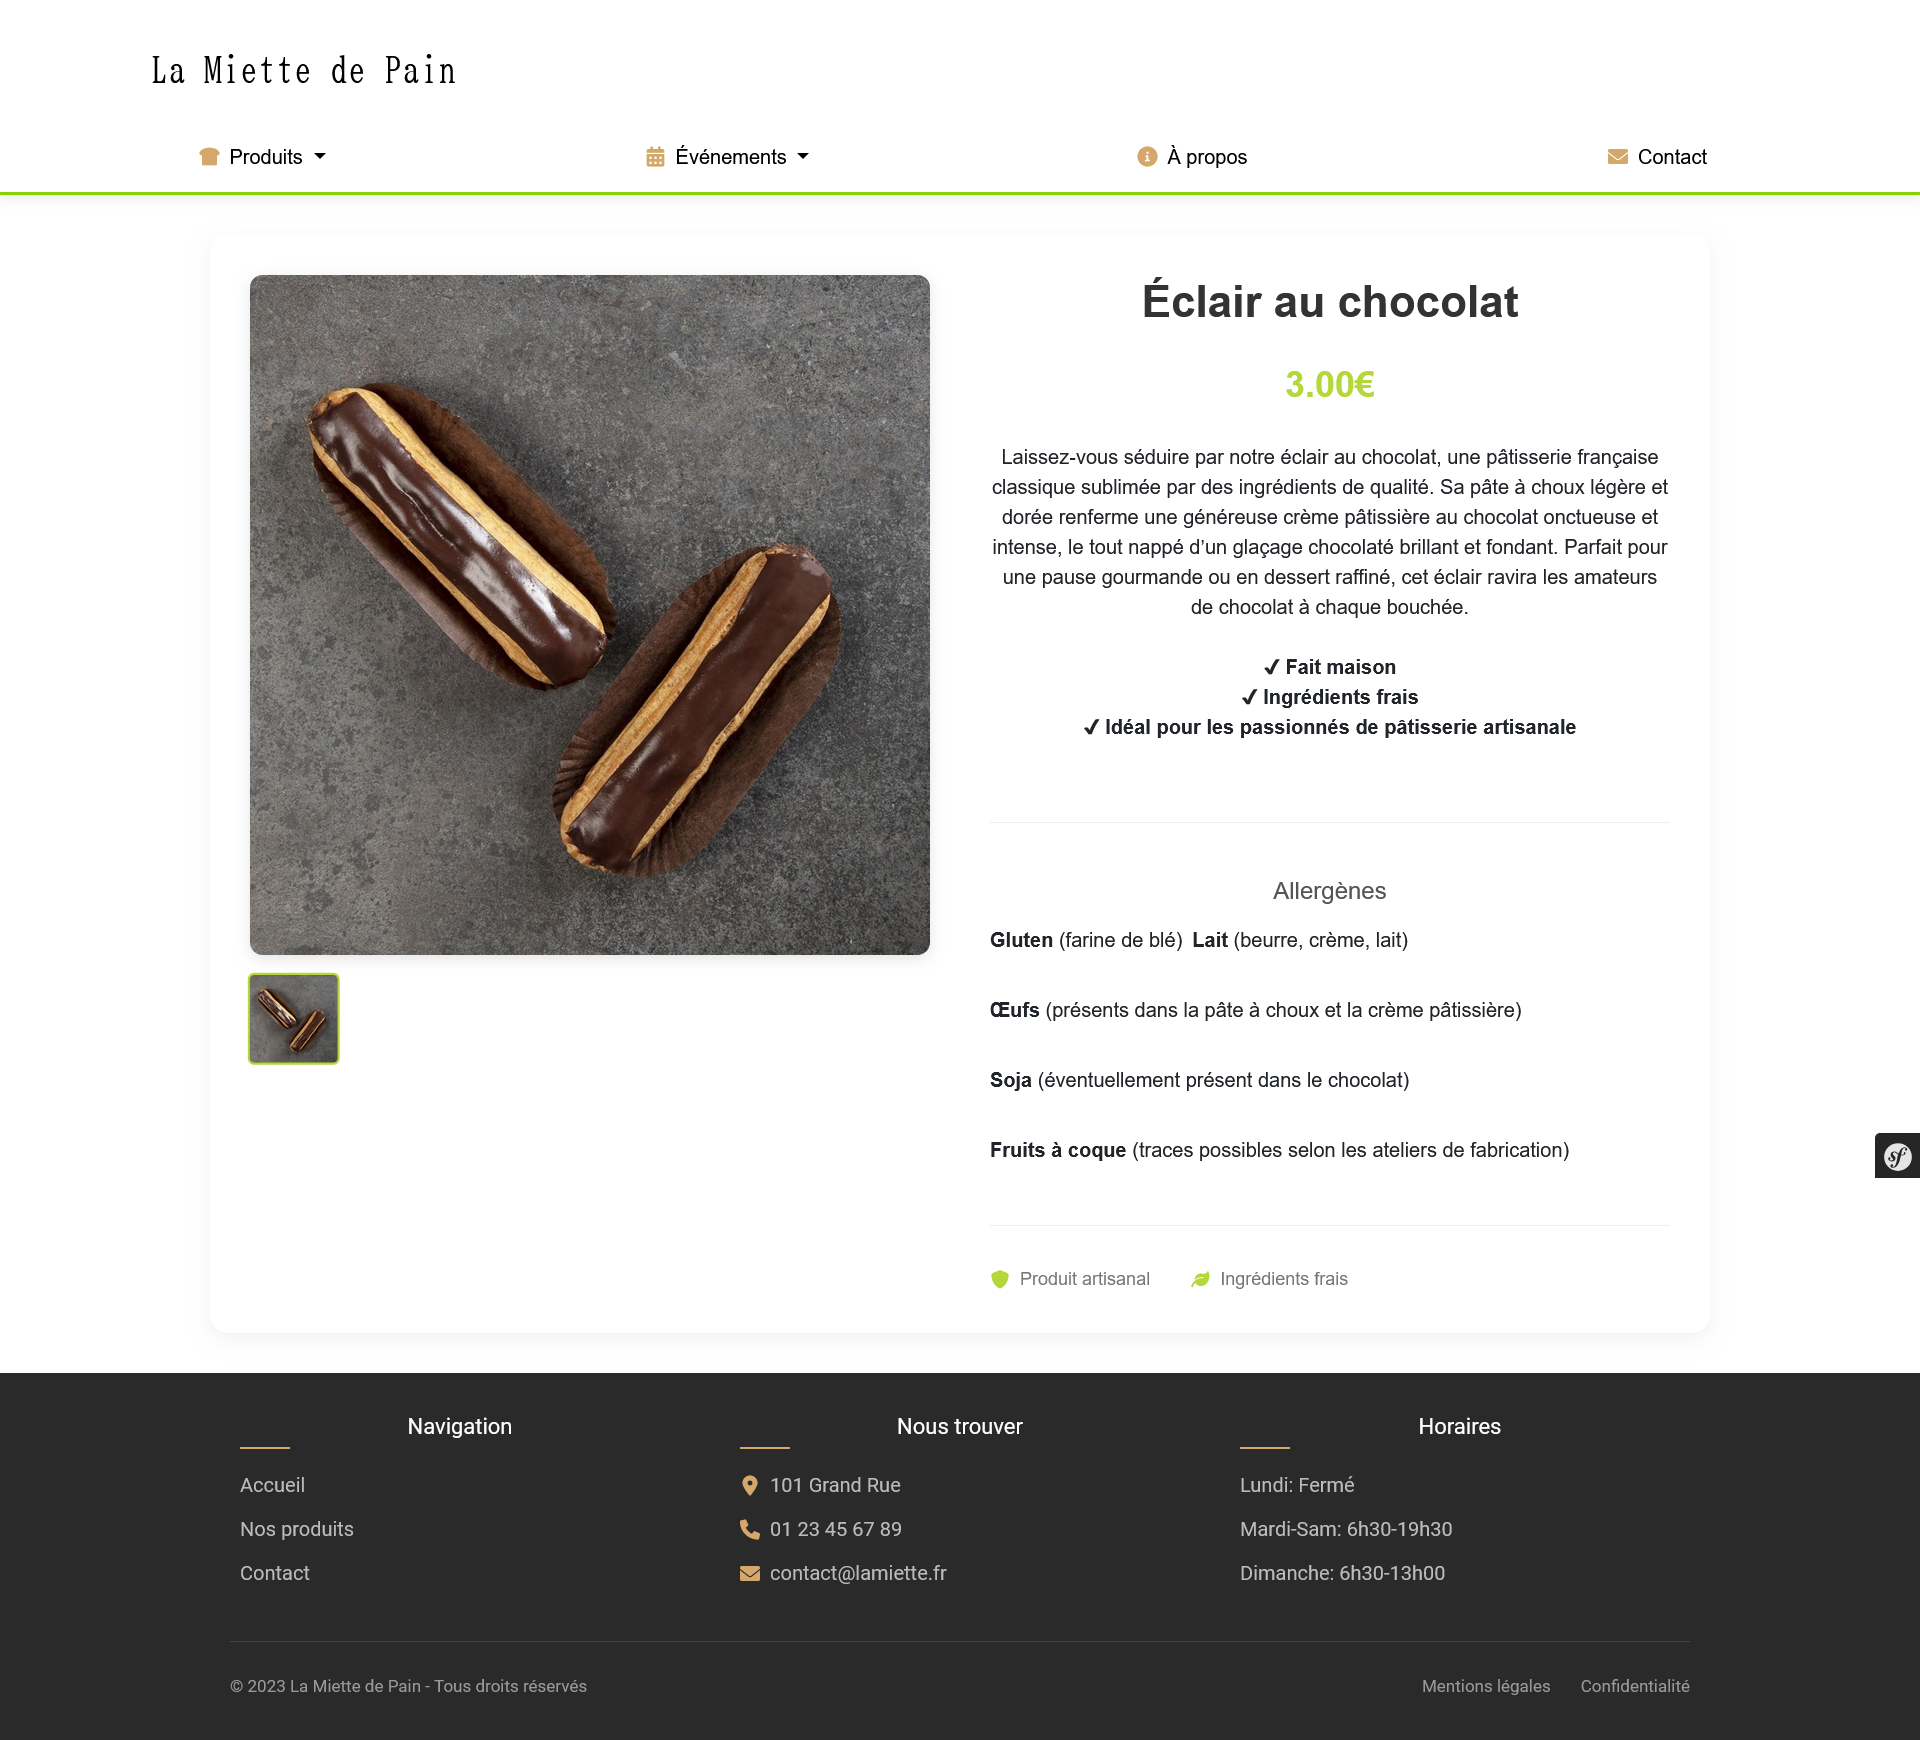 La Miette de Pain
Produits
Événements
À propos
Contact
Éclair au chocolat
3.00€
Laissez-vous séduire par notre éclair au chocolat, une pâtisserie française
classique sublimée par des ingrédients de qualité. Sa pâte à choux légère et
dorée renferme une généreuse crème pâtissière au chocolat onctueuse et
intense, le tout nappé d’un glaçage chocolaté brillant et fondant. Parfait pour
une pause gourmande ou en dessert raffiné, cet éclair ravira les amateurs
de chocolat à chaque bouchée.
✔ Fait maison
✔ Ingrédients frais
✔ Idéal pour les passionnés de pâtisserie artisanale
Allergènes
Gluten (farine de blé) Lait (beurre, crème, lait)
Œufs (présents dans la pâte à choux et la crème pâtissière)
Soja (éventuellement présent dans le chocolat)
Fruits à coque (traces possibles selon les ateliers de fabrication)
Produit artisanal
Ingrédients frais
sf
Navigation
Accueil
Nos produits
Contact
Nous trouver
101 Grand Rue
01 23 45 67 89
contact@lamiette.fr
Horaires
Lundi: Fermé
Mardi-Sam: 6h30-19h30
Dimanche: 6h30-13h00
© 2023 La Miette de Pain - Tous droits réservés
Mentions légales
Confidentialité